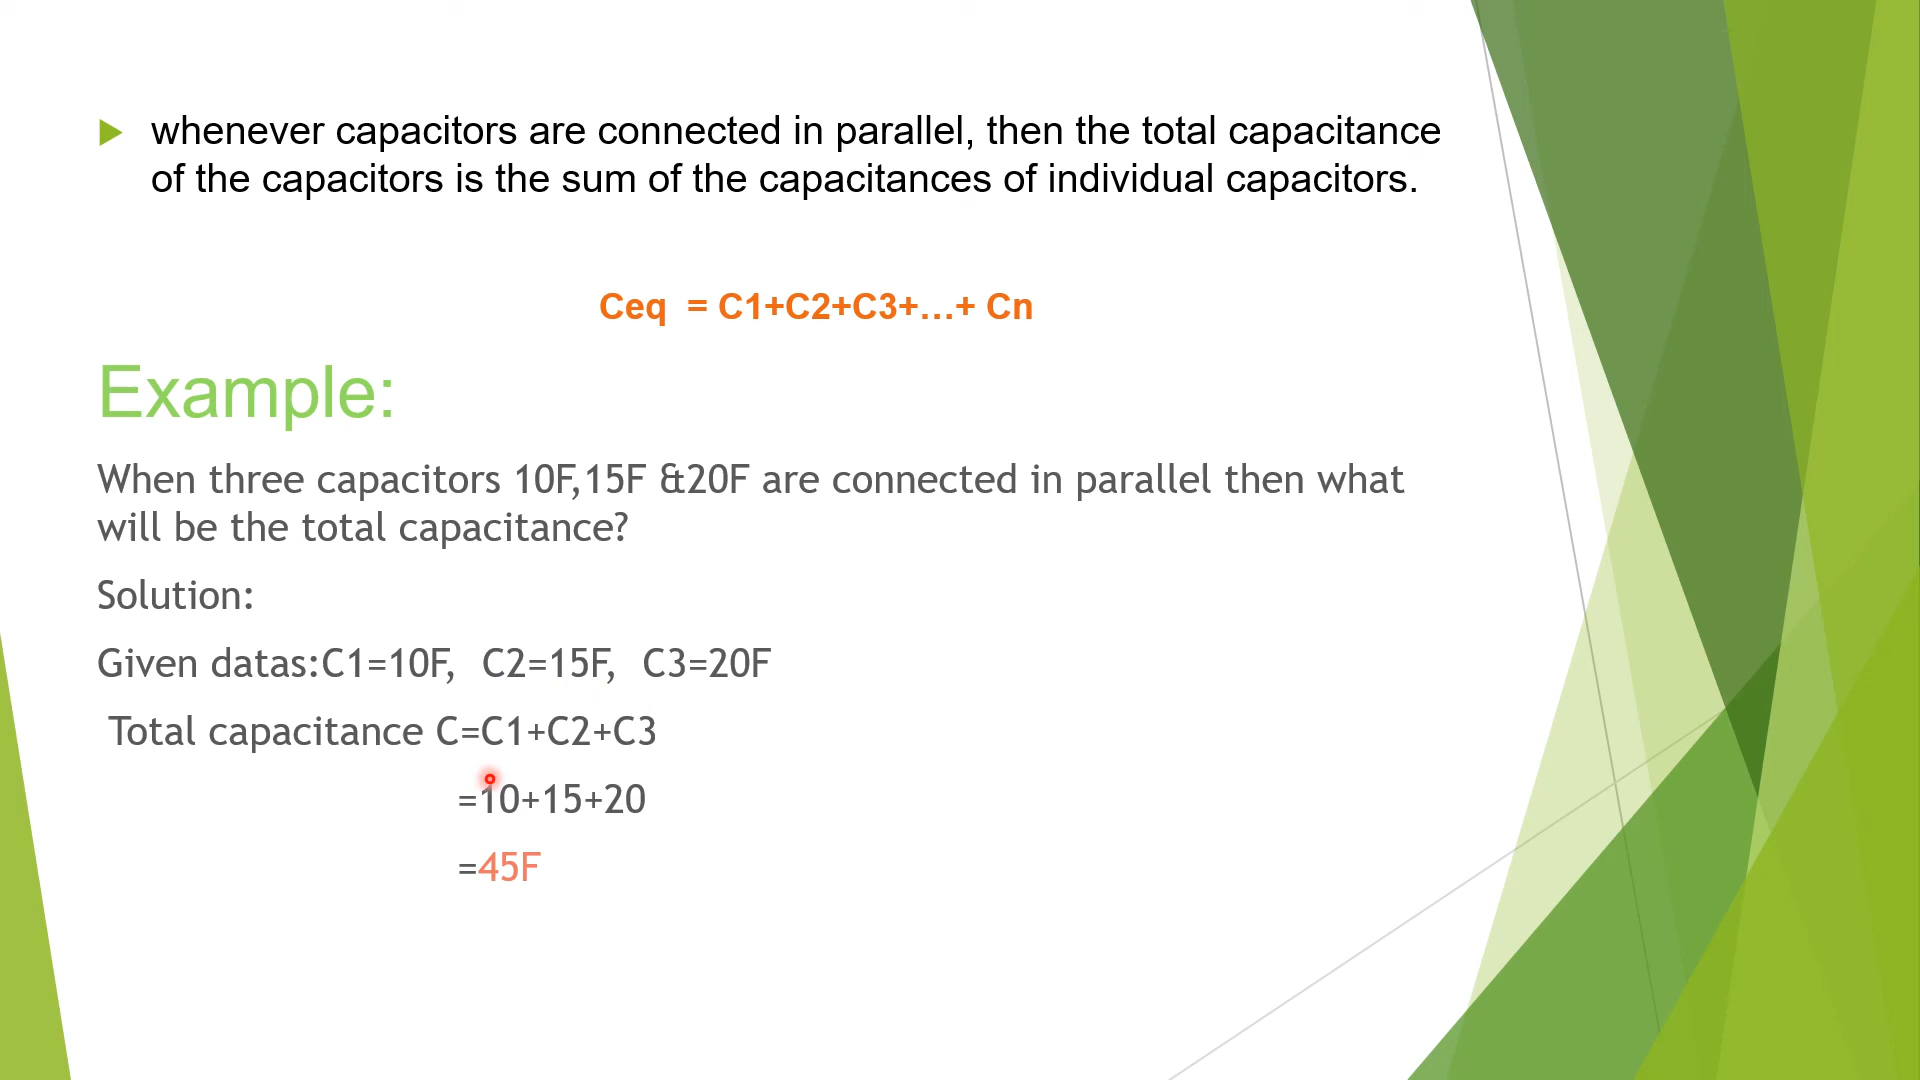 whenever capacitors are connected in parallel, then the total capacitance
of the capacitors is the sum of the capacitances of individual capacitors.
Ceq  = C1+C2+C3+...+ Cn
Example:
When three capacitors 10F,15F &20F are connected in parallel then what
will be the total capacitance?
Solution:
Given datas:C1=10F,  C2=15F,  C3=20F
Total capacitance C=C1+C2+C3
=10+15+20
=45F